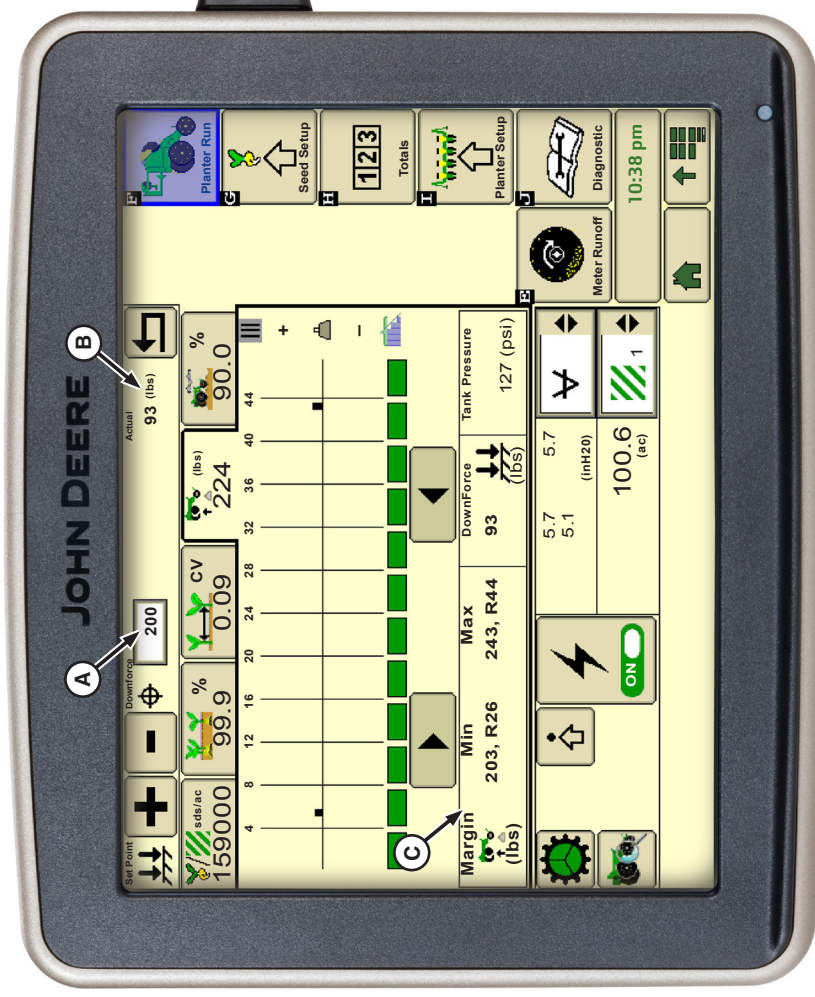 JOHN DEERE
A
B
Set Point
Downforce
200
Actual
93 (lbs)
sds/ac
159000
%
99.9
CV
0.09
(lbs)
224
%
90.0
4 8 12 16 20 24 28 32 36 40 44
+
−
C
Margin
(lbs)
Min
203, R26
Max
243, R44
DownForce
93
(lbs)
Tank Pressure
127 (psi)
ON
5.7 5.7
5.1
(inH20)
100.6
(ac)
A
1
F
Planter Run
G
Seed Setup
H
123
Totals
I
Planter Setup
J
Diagnostic
E
Meter Runoff
10:38 pm